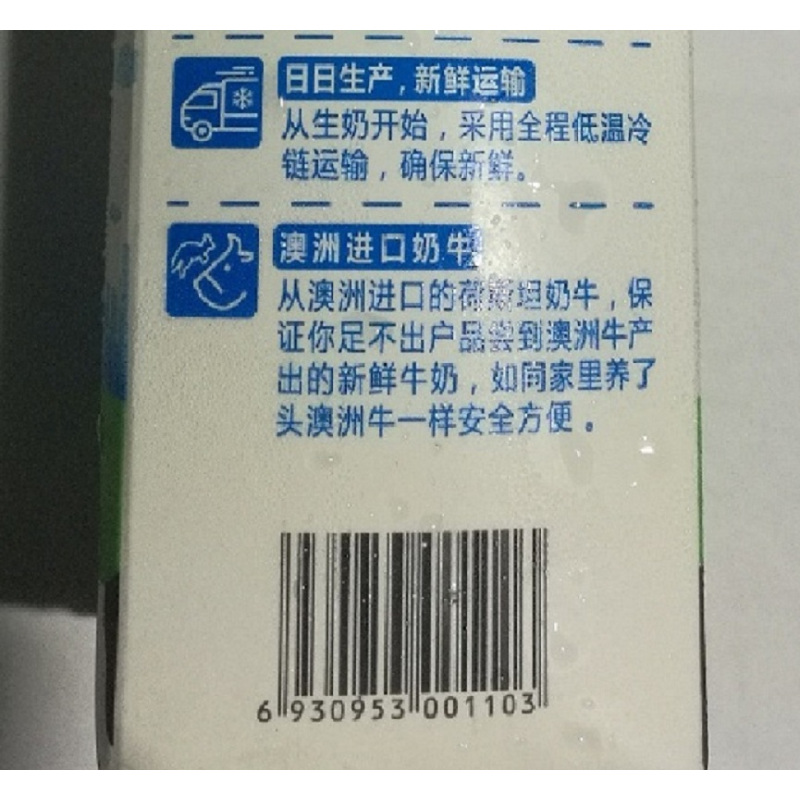 日日生产,新鲜运输
从生奶开始，采用全程低温冷
链运输，确保新鲜。
澳洲进口奶牛
从澳洲进口的荷斯坦奶牛，保
证你足不出户品尝到澳洲牛产
出的新鲜牛奶，如同家里养了
头澳洲牛一样安全方便。
6 930953 001103